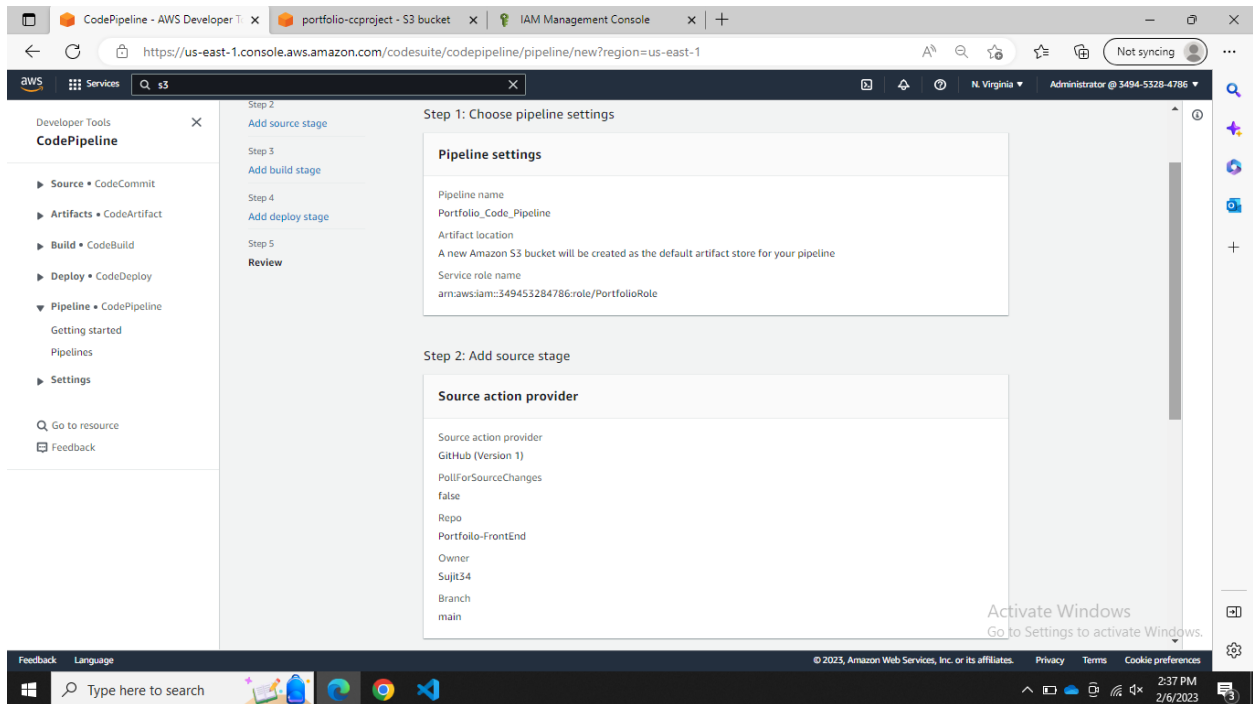 CodePipeline - AWS Developer T
portfolio-ccproject - S3 bucket
IAM Management Console
https://us-east-1.console.aws.amazon.com/codesuite/codepipeline/pipeline/new?region=us-east-1
Not syncing
aws
Services
s3
N. Virginia
Administrator @ 3494-5328-4786
Developer Tools
CodePipeline
Source • CodeCommit
Artifacts • CodeArtifact
Build • CodeBuild
Deploy • CodeDeploy
Pipeline • CodePipeline
Getting started
Pipelines
Settings
Go to resource
Feedback
Step 2
Add source stage
Step 3
Add build stage
Step 4
Add deploy stage
Step 5
Review
Step 1: Choose pipeline settings
Pipeline settings
Pipeline name
Portfolio_Code_Pipeline
Artifact location
A new Amazon S3 bucket will be created as the default artifact store for your pipeline
Service role name
arn:aws:iam::349453284786:role/PortfolioRole
Step 2: Add source stage
Source action provider
Source action provider
GitHub (Version 1)
PollForSourceChanges
false
Repo
Portfoilo-FrontEnd
Owner
Sujit34
Branch
main
Activate Windows
Go to Settings to activate Windows.
Feedback
Language
© 2023, Amazon Web Services, Inc. or its affiliates.
Privacy
Terms
Cookie preferences
Type here to search
2:37 PM
2/6/2023
3